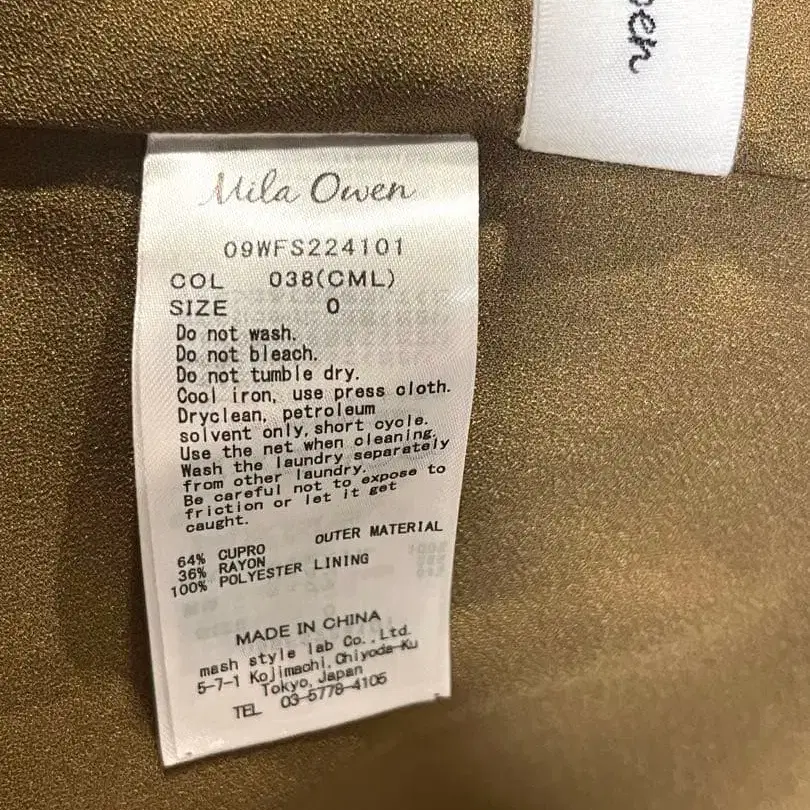 wen
Mila Owen
09WFS224101
COL 038(CML)
SIZE 0
Do not wash.
Do not bleach.
Do not tumble dry.
Cool iron, use press cloth.
Dryclean, petroleum
solvent only, short cycle.
Use the net when cleaning.
Wash the laundry separately
from other laundry.
Be careful not to expose to
friction or let it get
caught.
OUTER MATERIAL
64% CUPRO
36% RAYON
100% POLYESTER LINING
MADE IN CHINA
mash style lab Co.,Ltd.
5-7-1 Kojimachi, Chiyoda-Ku
Tokyo, Japan
TEL 03-5778-4106